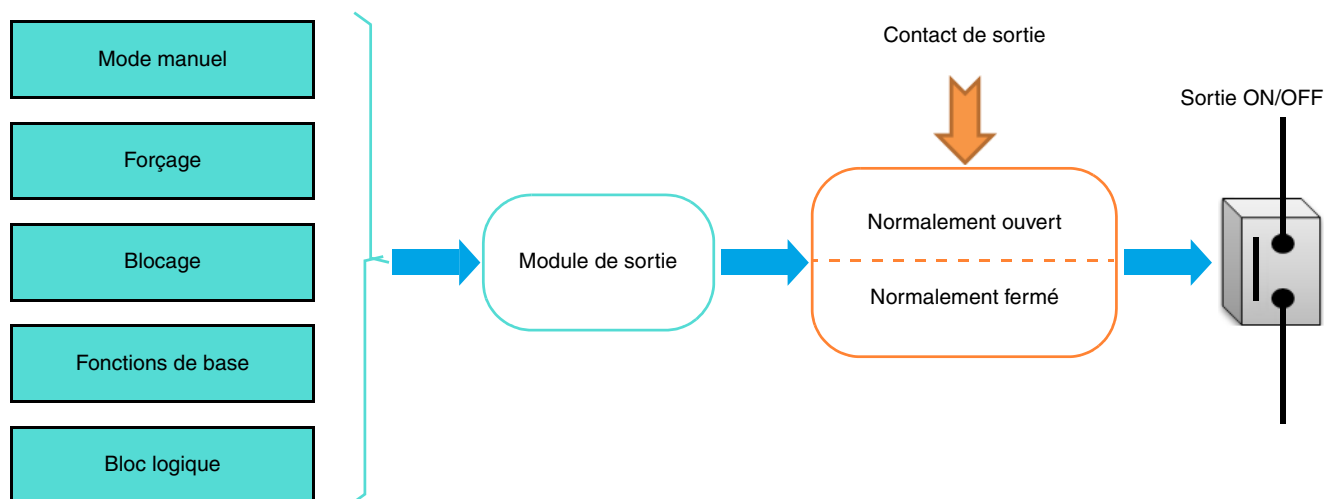 Mode manuel
Forçage
Blocage
Fonctions de base
Bloc logique
Module de sortie
Contact de sortie
Normalement ouvert
Normalement fermé
Sortie ON/OFF